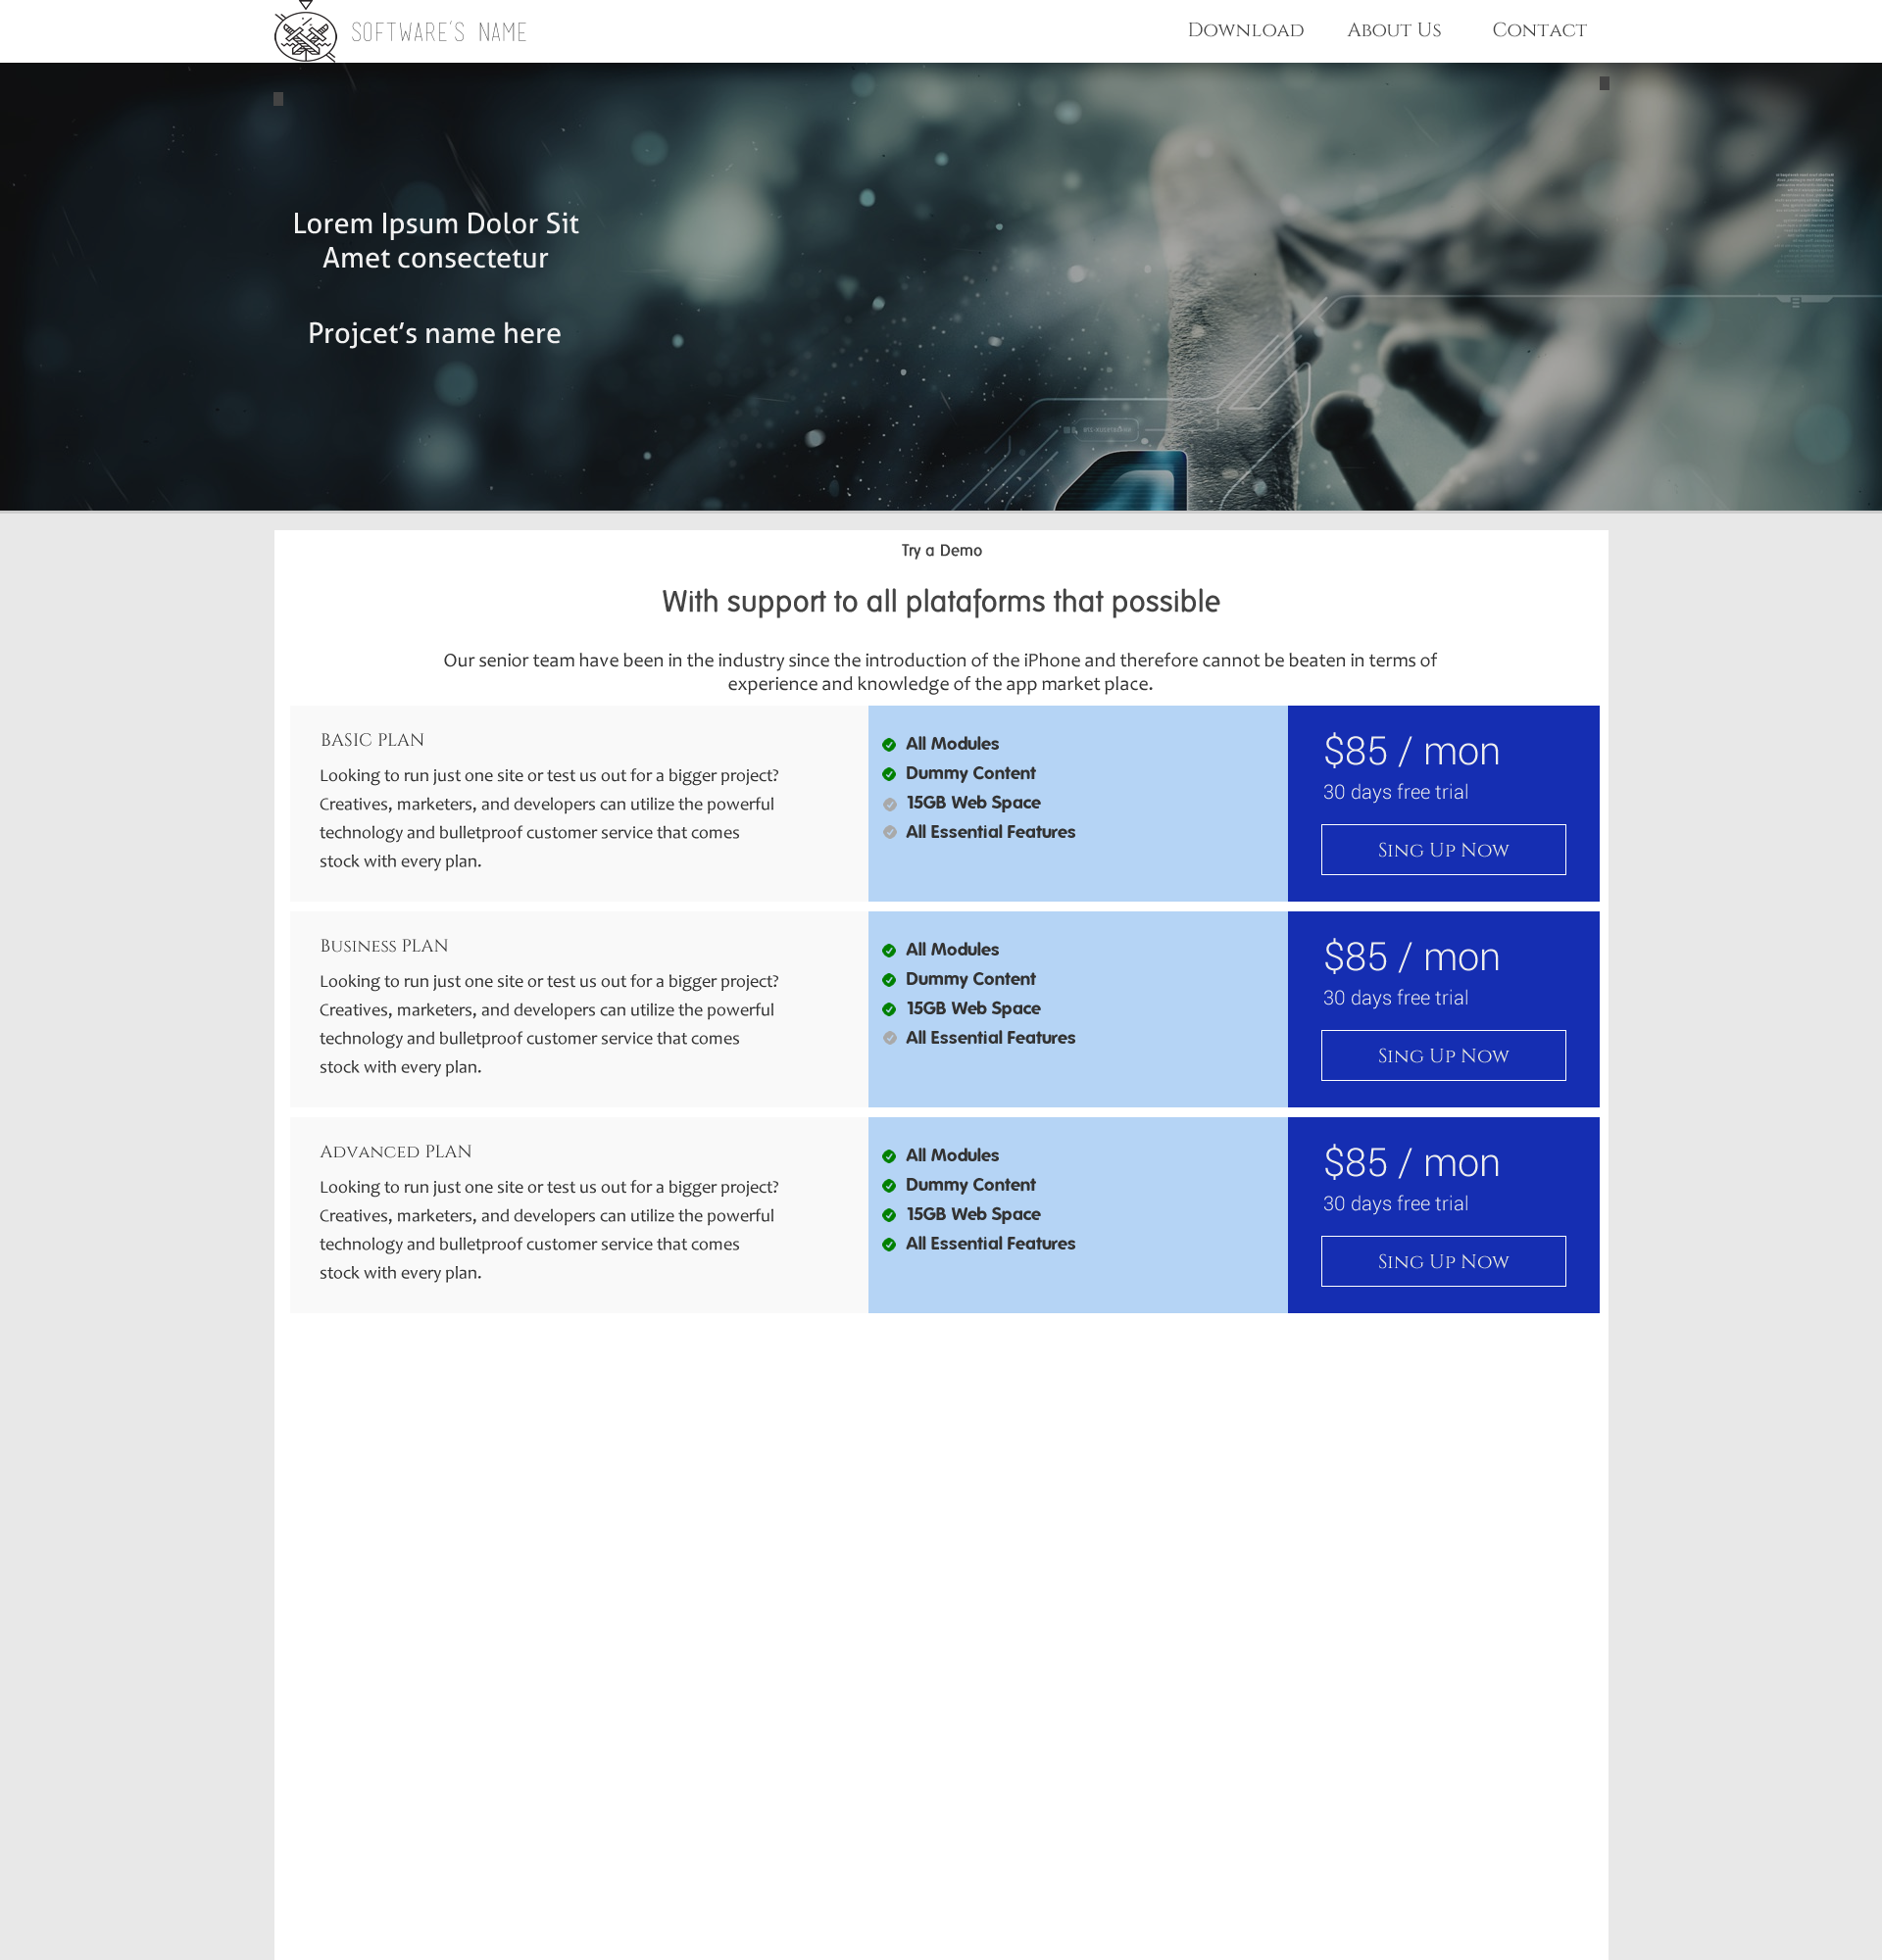 SOFTWARE'S NAME
Download About Us Contact
Lorem Ipsum Dolor Sit
Amet consectetur
Projcet's name here
Try a Demo
With support to all plataforms that possible
Our senior team have been in the industry since the introduction of the iPhone and therefore cannot be beaten in terms of
experience and knowledge of the app market place.
BASIC PLAN
Looking to run just one site or test us out for a bigger project?
Creatives, marketers, and developers can utilize the powerful
technology and bulletproof customer service that comes
stock with every plan.
All Modules
Dummy Content
15GB Web Space
All Essential Features
$85 / mon
30 days free trial
Sing Up Now
Business PLAN
Looking to run just one site or test us out for a bigger project?
Creatives, marketers, and developers can utilize the powerful
technology and bulletproof customer service that comes
stock with every plan.
All Modules
Dummy Content
15GB Web Space
All Essential Features
$85 / mon
30 days free trial
Sing Up Now
Advanced PLAN
Looking to run just one site or test us out for a bigger project?
Creatives, marketers, and developers can utilize the powerful
technology and bulletproof customer service that comes
stock with every plan.
All Modules
Dummy Content
15GB Web Space
All Essential Features
$85 / mon
30 days free trial
Sing Up Now